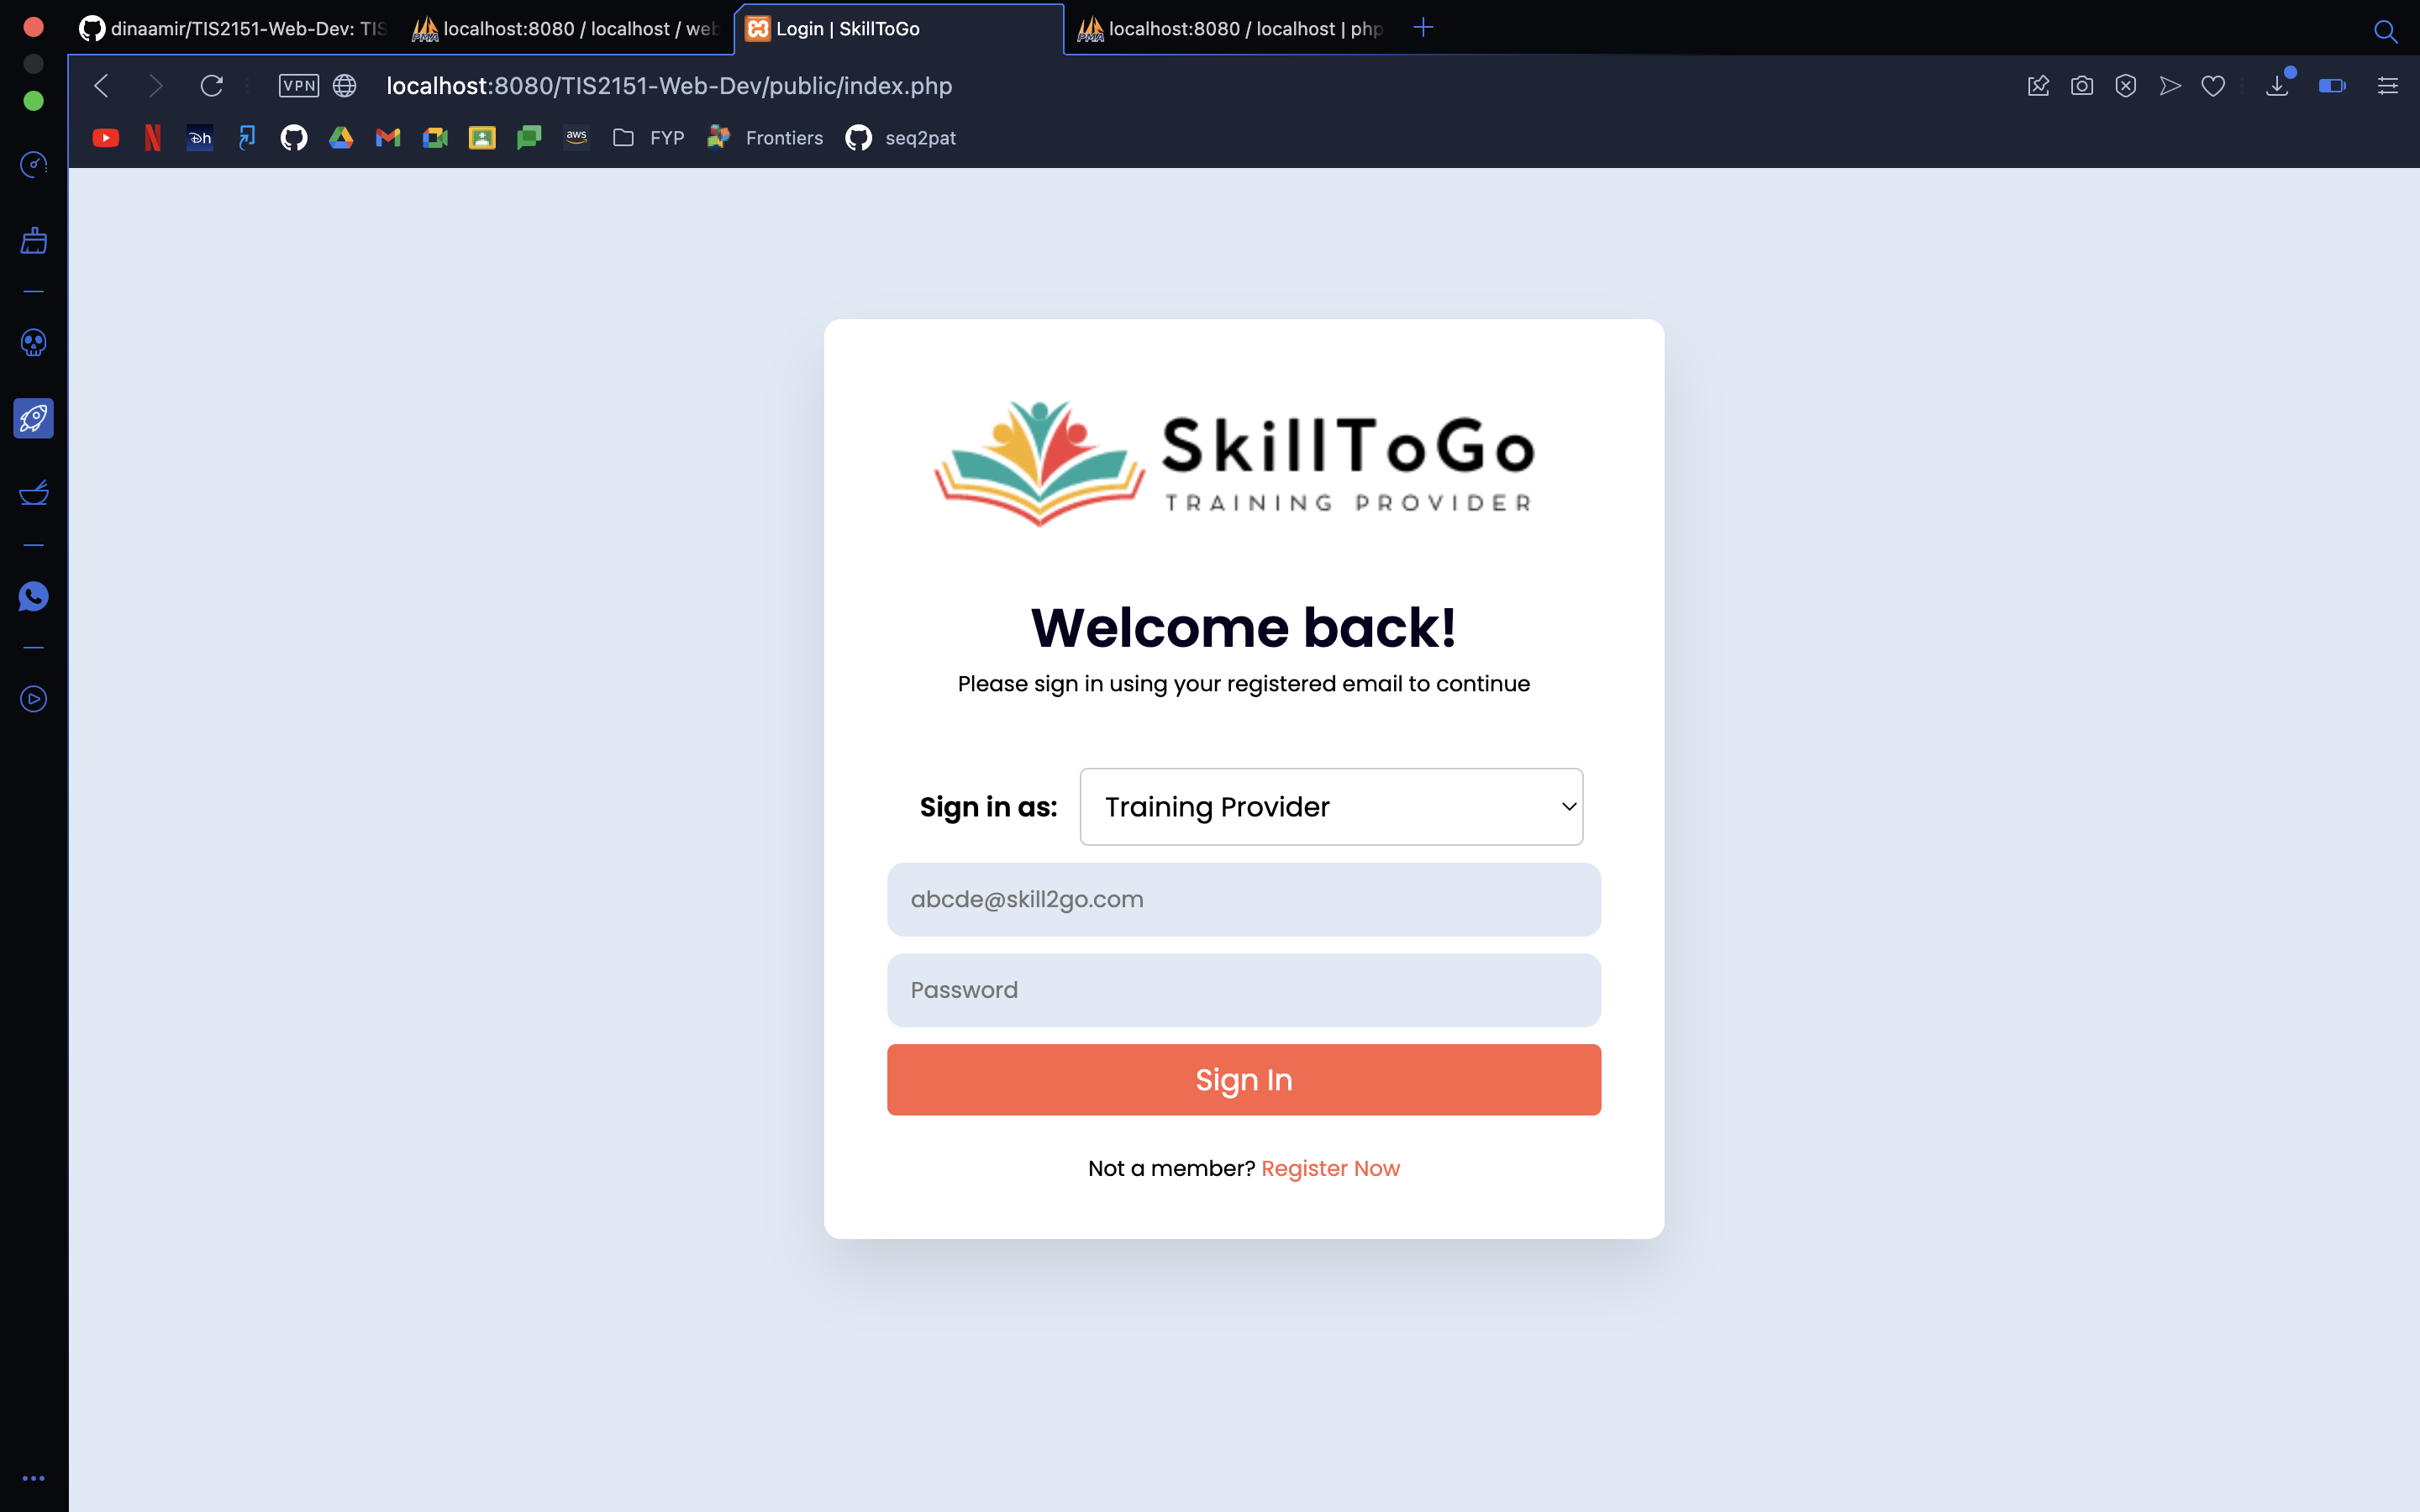 dinaamir/TIS2151-Web-Dev: TIS
localhost:8080 / localhost / web
Login | SkillToGo
localhost:8080 / localhost | php
VPN
localhost:8080/TIS2151-Web-Dev/public/index.php
Dh
aws
FYP
Frontiers
seq2pat
SkillToGo
TRAINING PROVIDER
Welcome back!
Please sign in using your registered email to continue
Sign in as:
Training Provider
abcde@skill2go.com
Password
Sign In
Not a member? Register Now